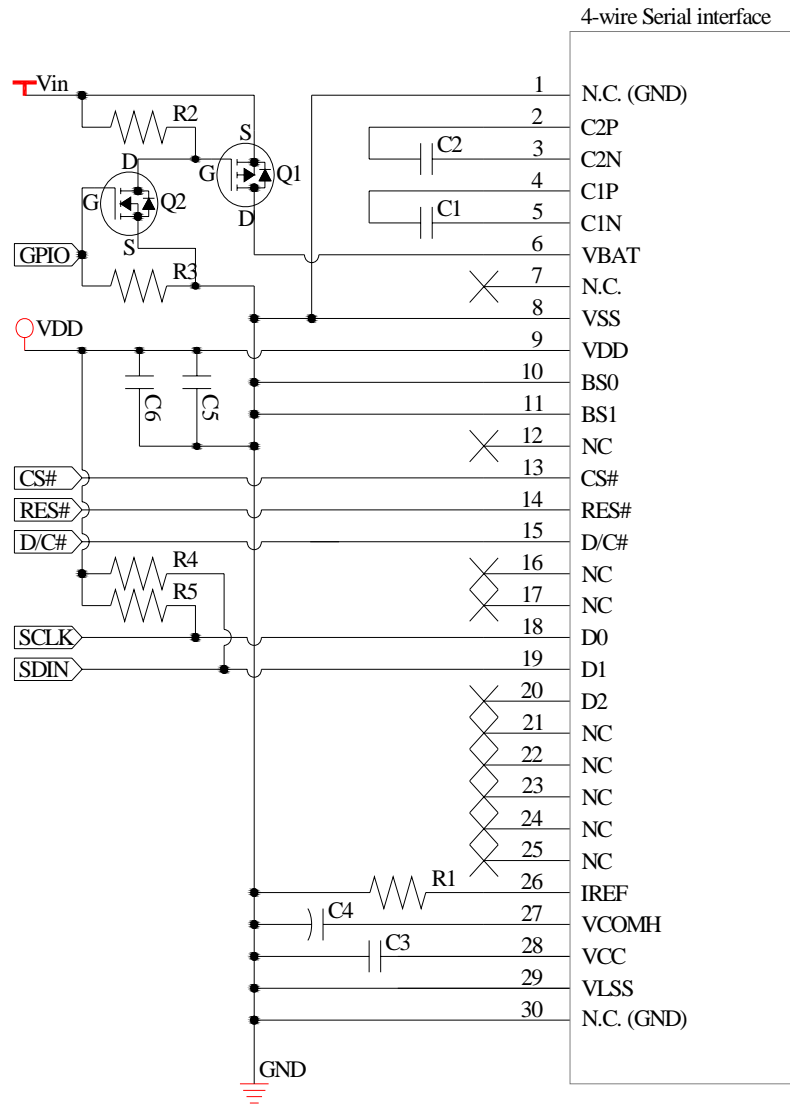 4-wire Serial interface
Vin
R2
S
D
G
Q1
G
Q2
D
S
GPIO
R3
VDD
C6
C5
CS#
RES#
D/C#
R4
R5
SCLK
SDIN
C2
C1
R1
C4
C3
GND
1 N.C. (GND)
2 C2P
3 C2N
4 C1P
5 C1N
6 VBAT
7 N.C.
8 VSS
9 VDD
10 BS0
11 BS1
12 NC
13 CS#
14 RES#
15 D/C#
16 NC
17 NC
18 D0
19 D1
20 D2
21 NC
22 NC
23 NC
24 NC
25 NC
26 IREF
27 VCOMH
28 VCC
29 VLSS
30 N.C. (GND)